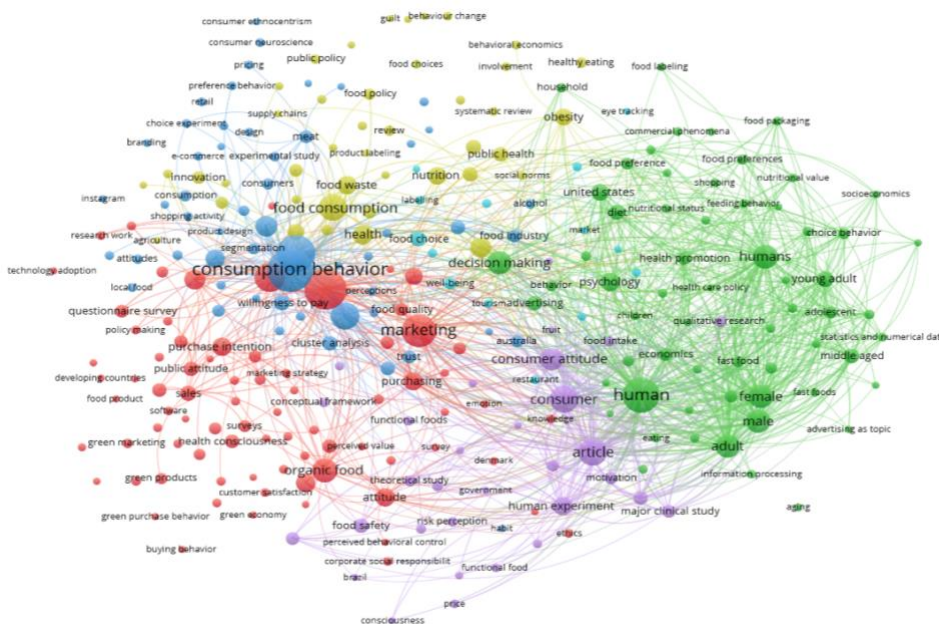 guilt
behaviour change
consumer ethnocentrism
consumer neuroscience
behavioral economics
public policy
pricing
food choices
involvement
healthy eating
food labeling
preference behavior
household
food policy
retail
supply chains
systematic review
eye tracking
obesity
food packaging
choice experiment
design
meat
review
commercial phenomena
branding
e-commerce
experimental study
product labeling
public health
food preference
food preferences
innovation
consumers
food waste
nutrition
social norms
shopping
nutritional value
instagram
consumption
labelling
alcohol
united states
socioeconomics
shopping activity
food consumption
diet
nutritional status
feeding behavior
research work
product design
agriculture
health
food choice
food industry
market
choice behavior
segmentation
attitudes
decision making
health promotion
humans
technology adoption
consumption behavior
local food
perceptions
well-being
behavior
psychology
health care policy
young adult
willingness to pay
tourism
advertising
questionnaire survey
food quality
children
adolescent
policy making
marketing
fruit
qualitative research
cluster analysis
australia
food intake
statistics and numerical dat
purchase intention
trust
consumer attitude
economics
middle aged
public attitude
fast food
developing countries
marketing strategy
purchasing
restaurant
sales
food product
conceptual framework
consumer
human
female
fast foods
software
emotion
functional foods
knowledge
male
surveys
advertising as topic
green marketing
health consciousness
perceived value
survey
eating
adult
article
organic food
theoretical study
denmark
information processing
green products
motivation
customer satisfaction
attitude
government
green purchase behavior
green economy
human experiment
major clinical study
aging
food safety
risk perception
habit
ethics
buying behavior
perceived behavioral control
corporate social responsibilit
functional food
brazil
price
consciousness